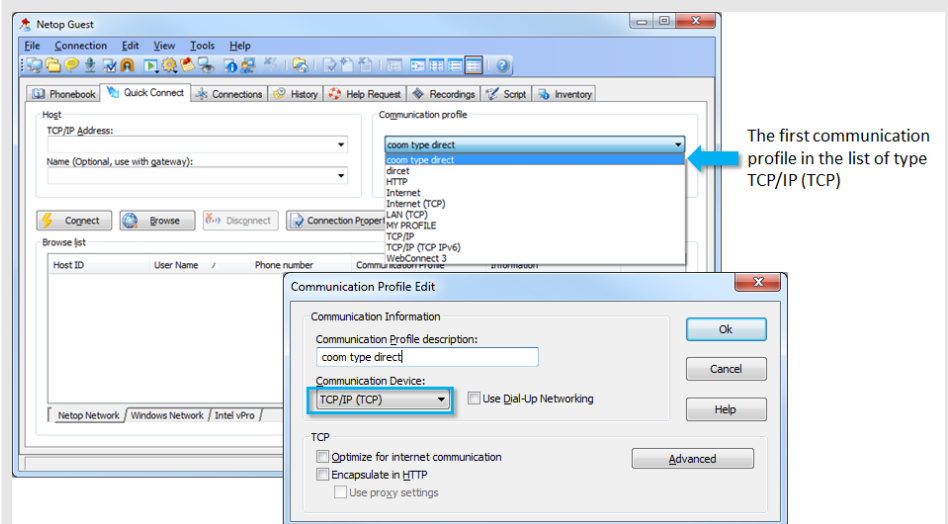 Netop Guest
File Connection Edit View Tools Help
Phonebook Quick Connect Connections History Help Request Recordings Script Inventory
Host
TCP/IP Address:
Name (Optional, use with gateway):
Communication profile
coom type direct
coom type direct
dircet
HTTP
Internet
Internet (TCP)
LAN (TCP)
MY PROFILE
TCP/IP
TCP/IP (TCP IPv6)
WebConnect 3
The first communication
profile in the list of type
TCP/IP (TCP)
Connect Browse Disconnect Connection Propert
Browse list
Host ID User Name / Phone number Communication Profile Information
Netop Network / Windows Network / Intel vPro /
Communication Profile Edit
Communication Information
Communication Profile description:
coom type direct
Communication Device:
TCP/IP (TCP)
Use Dial-Up Networking
Ok
Cancel
Help
TCP
Optimize for internet communication
Encapsulate in HTTP
Use proxy settings
Advanced